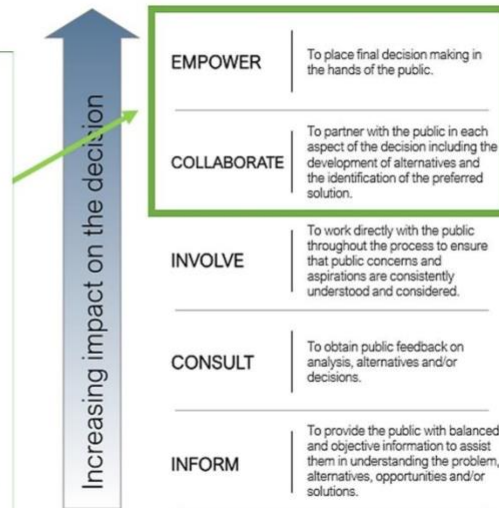 Increasing impact on the decision
EMPOWER
To place final decision making in
the hands of the public.
COLLABORATE
To partner with the public in each
aspect of the decision including the
development of alternatives and
the identification of the preferred
solution.
INVOLVE
To work directly with the public
throughout the process to ensure
that public concerns and
aspirations are consistently
understood and considered.
CONSULT
To obtain public feedback on
analysis, alternatives and/or
decisions.
INFORM
To provide the public with balanced
and objective information to assist
them in understanding the problem,
alternatives, opportunities and/or
solutions.